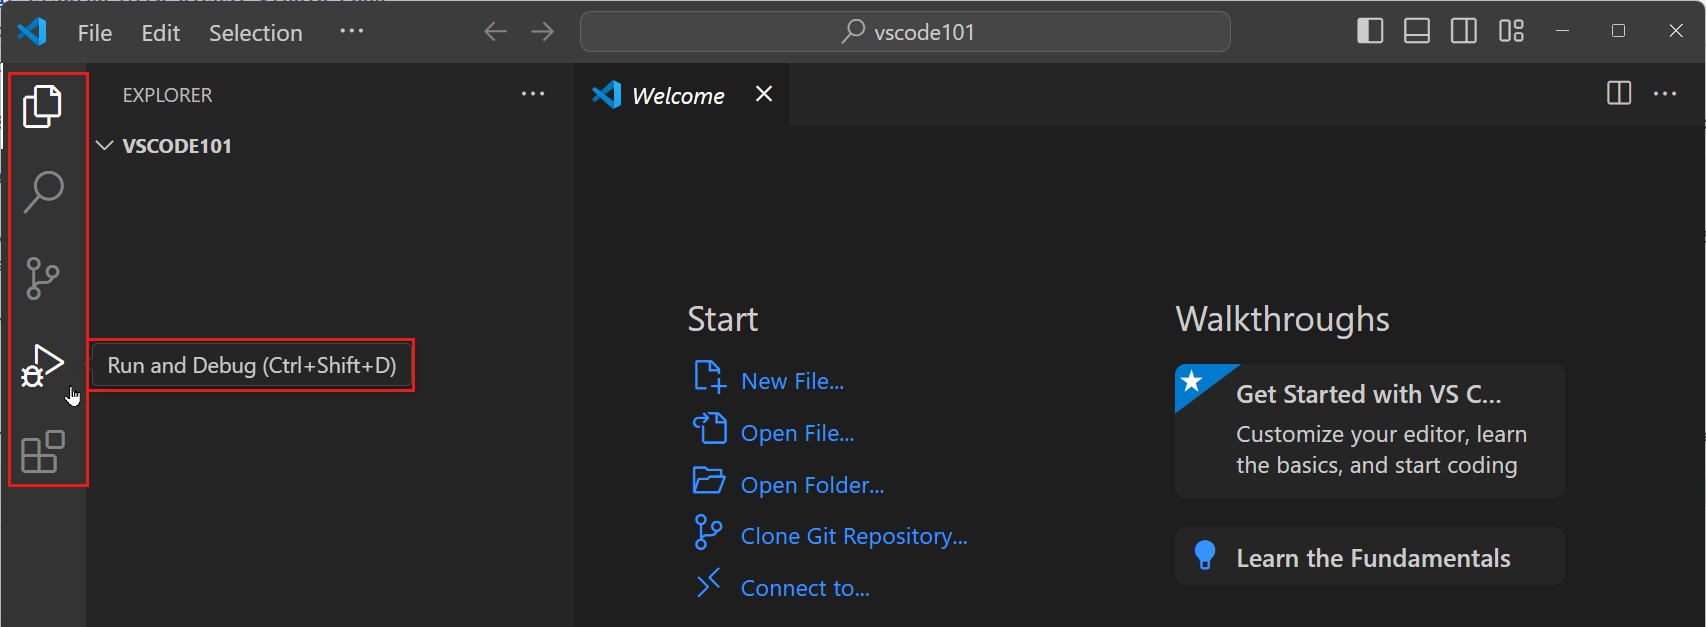 File Edit Selection ··· vscode101
EXPLORER ···
Welcome
VSCODE101
Start
New File...
Open File...
Open Folder...
Clone Git Repository...
Connect to...
Run and Debug (Ctrl+Shift+D)
Walkthroughs
Get Started with VS C...
Customize your editor, learn
the basics, and start coding
Learn the Fundamentals